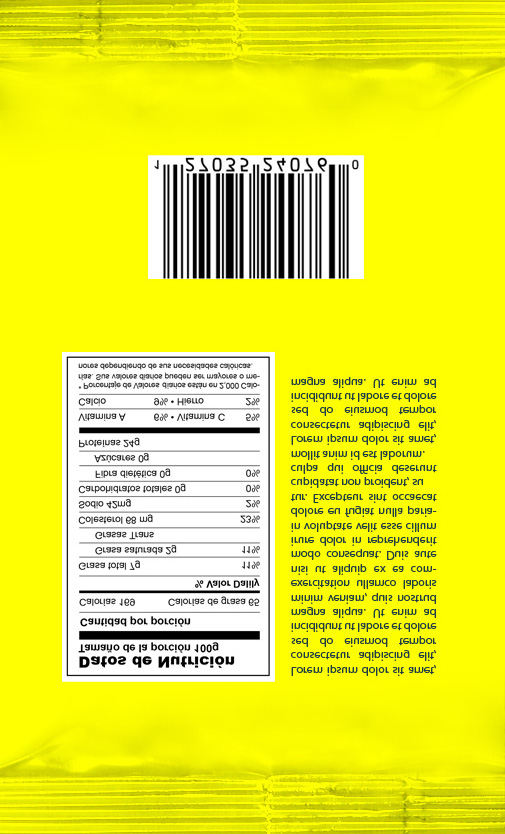 Datos de Nutrición
Tamaño de la porción 100g
Cantidad por porción
Calorías 169 Calorías de grasa 65
% Valor Dalily
Grasa total 7g 11%
Grasa saturada 2g 11%
Grasas Trans
Colesterol 68 mg 23%
Sodio 42mg 2%
Carbohidratos totales 0g 0%
Fibra dietética 0g 0%
Azúcares 0g
Proteínas 24g
Vitamina A 6% • Vitamina C 5%
Calcio 9% • Hierro 2%
* Porcentaje de Valores diarios están en 2,000 Calo-
rías. Sus valores diarios pueden ser mayores o me-
nores dependiendo de sus necesidades calóricas.
Lorem ipsum dolor sit amet,
consectetur adipiscing elit,
sed do eiusmod tempor
incididunt ut labore et dolore
magna aliqua. Ut enim ad
minim veniam, quis nostrud
exercitation ullamco laboris
nisi ut aliquip ex ea com-
modo consequat. Duis aute
irure dolor in reprehenderit
in voluptate velit esse cillum
dolore eu fugiat nulla paria-
tur. Excepteur sint occaecat
cupidatat non proident, su
culpa qui officia deserunt
mollit anim id est laborum.
Lorem ipsum dolor sit amet,
consectetur adipiscing elit,
sed do eiusmod tempor
incididunt ut labore et dolore
magna aliqua. Ut enim ad
1 27035 24076 0